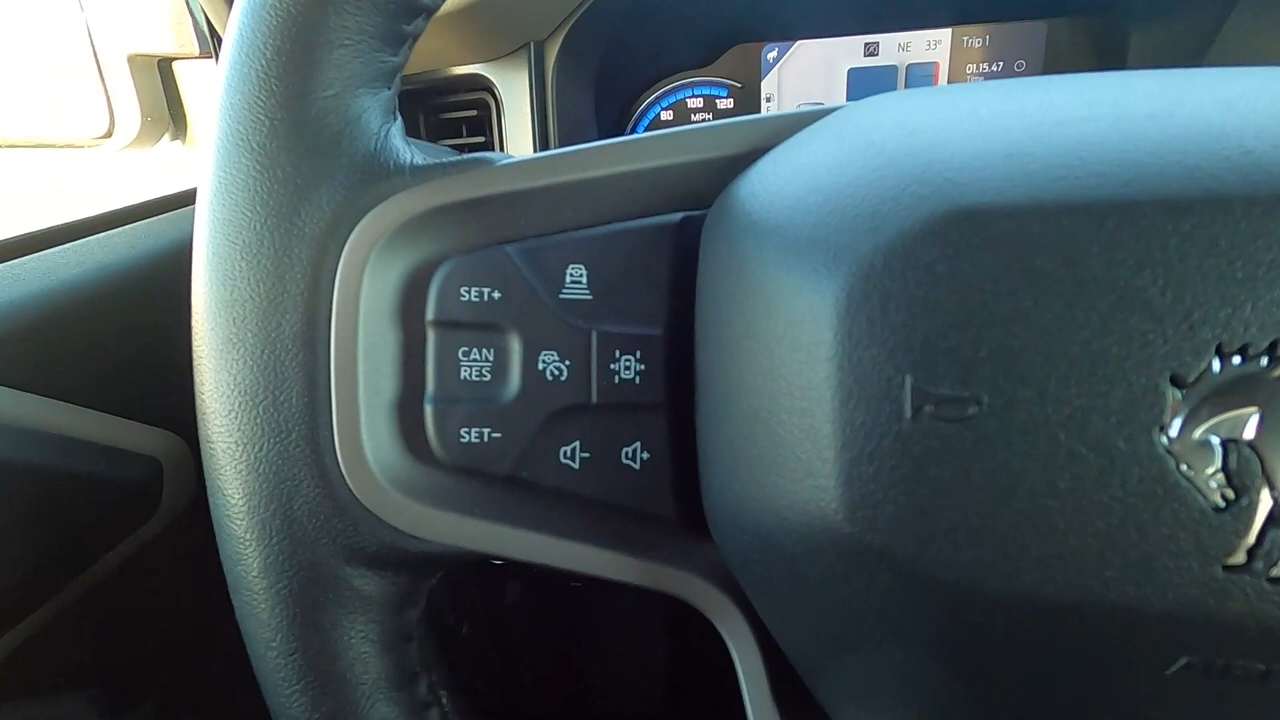 NE 33°
Trip 1
01.15.47
Time
80 100 120
MPH
F
SET+
CAN
RES
SET−